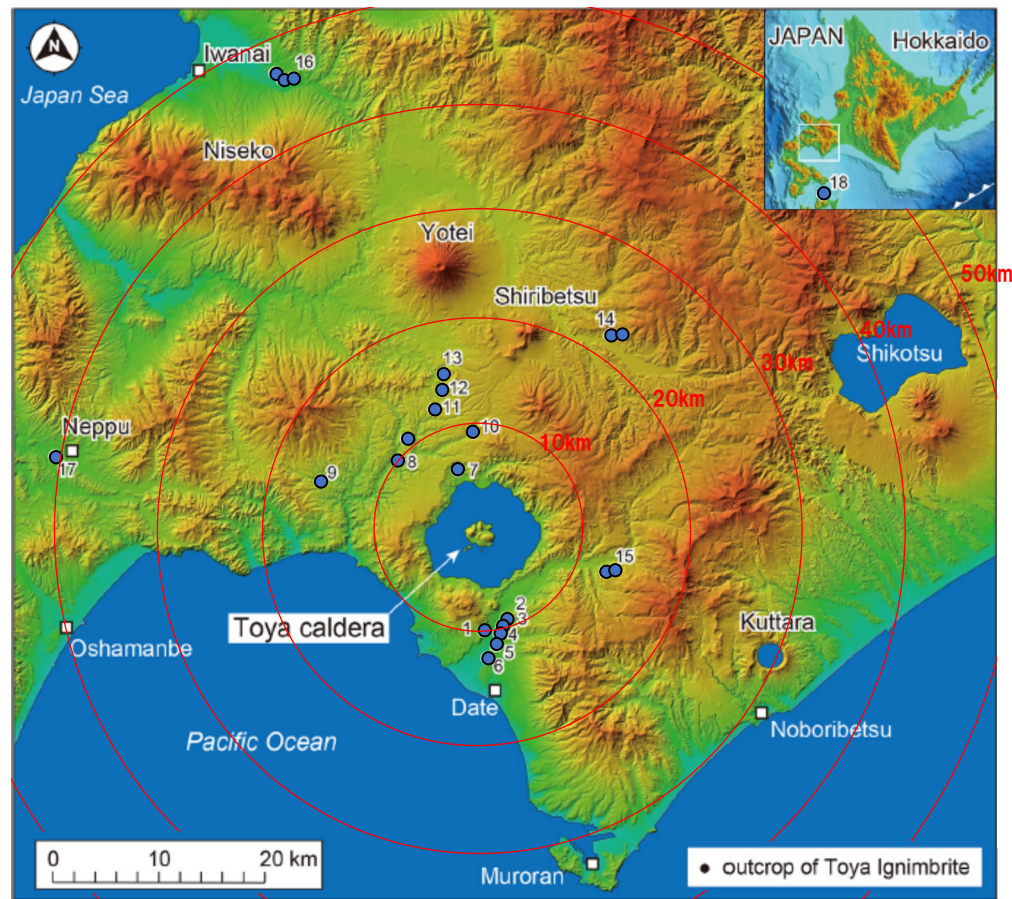 N
Iwanai
16
JAPAN
Hokkaido
Japan Sea
Niseko
18
Yotei
50km
Shiribetsu
14
40km
Shikotsu
13
30km
12
20km
11
Neppu
10
10km
17
8
7
9
15
Toya caldera
2
3
1
4
Kuttara
5
Oshamanbe
6
Date
Noboribetsu
Pacific Ocean
0 10 20 km
Muroran
outcrop of Toya Ignimbrite